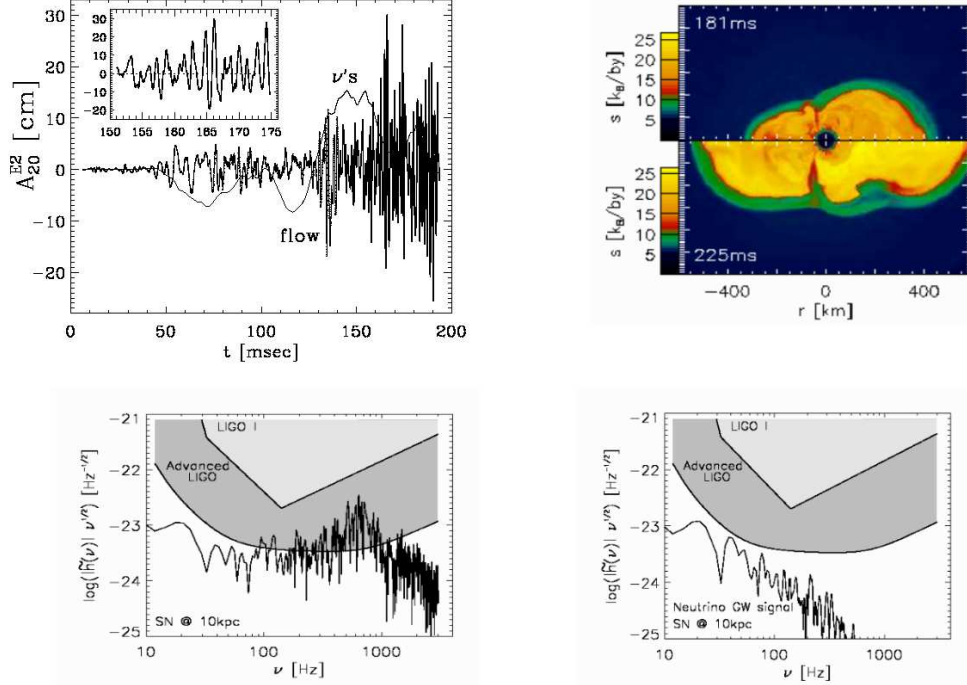 30
20
10
0
-10
-20
A₂₀^E2 [cm]
30
20
10
0
-10
-20
150 155 160 165 170 175
ν's
flow
0 50 100 150 200
t [msec]
181ms
s [k_B/by]
25
20
15
10
5
s [k_B/by]
25
20
15
10
5
225ms
-400 0 400
r [km]
-21
-22
-23
-24
-25
log(|h̃(ν)| ν^1/2) [Hz^-1/2]
LIGO I
Advanced
LIGO
SN @ 10kpc
10 100 1000
ν [Hz]
-21
-22
-23
-24
-25
log(|h̃(ν)| ν^1/2) [Hz^-1/2]
LIGO I
Advanced
LIGO
Neutrino GW signal
SN @ 10kpc
10 100 1000
ν [Hz]